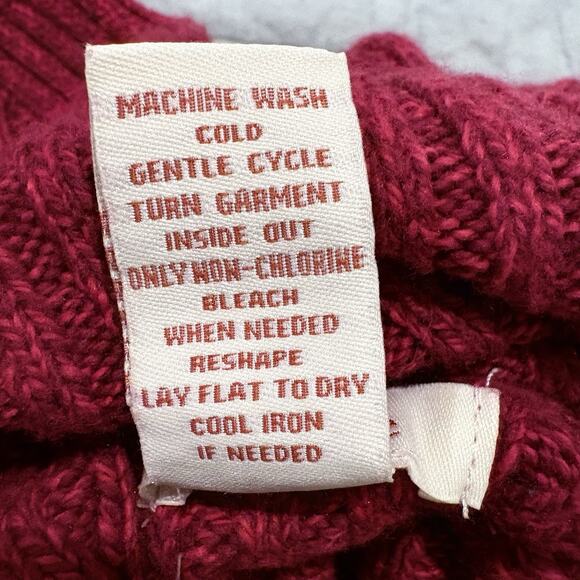 MACHINE WASH
COLD
GENTLE CYCLE
TURN GARMENT
INSIDE OUT
ONLY NON-CHLORINE
BLEACH
WHEN NEEDED
RESHAPE
LAY FLAT TO DRY
COOL IRON
IF NEEDED